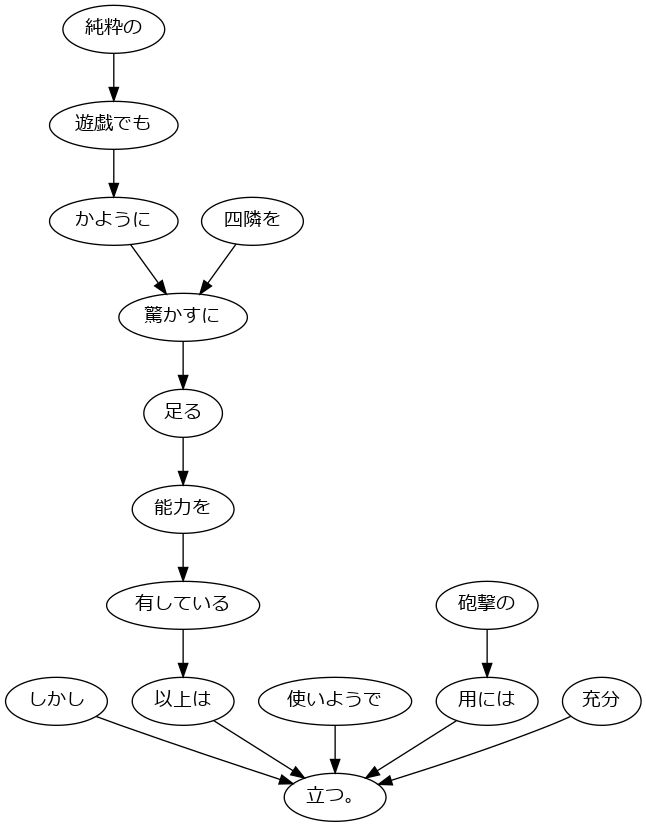 純粋の
遊戯でも
かように
四隣を
驚かすに
足る
能力を
有している
砲撃の
しかし
以上は
使いようで
用には
充分
立つ。